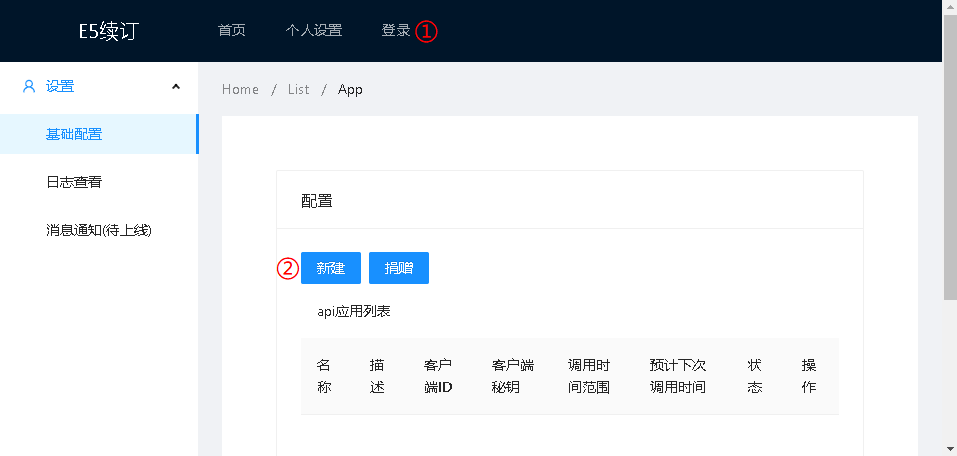 E5续订 首页 个人设置 登录 ①
设置
Home / List / App
基础配置
日志查看
消息通知(待上线)
配置
② 新建 捐赠
api应用列表
名称 描述 客户端ID 客户端秘钥 调用时间范围 预计下次调用时间 状态 操作